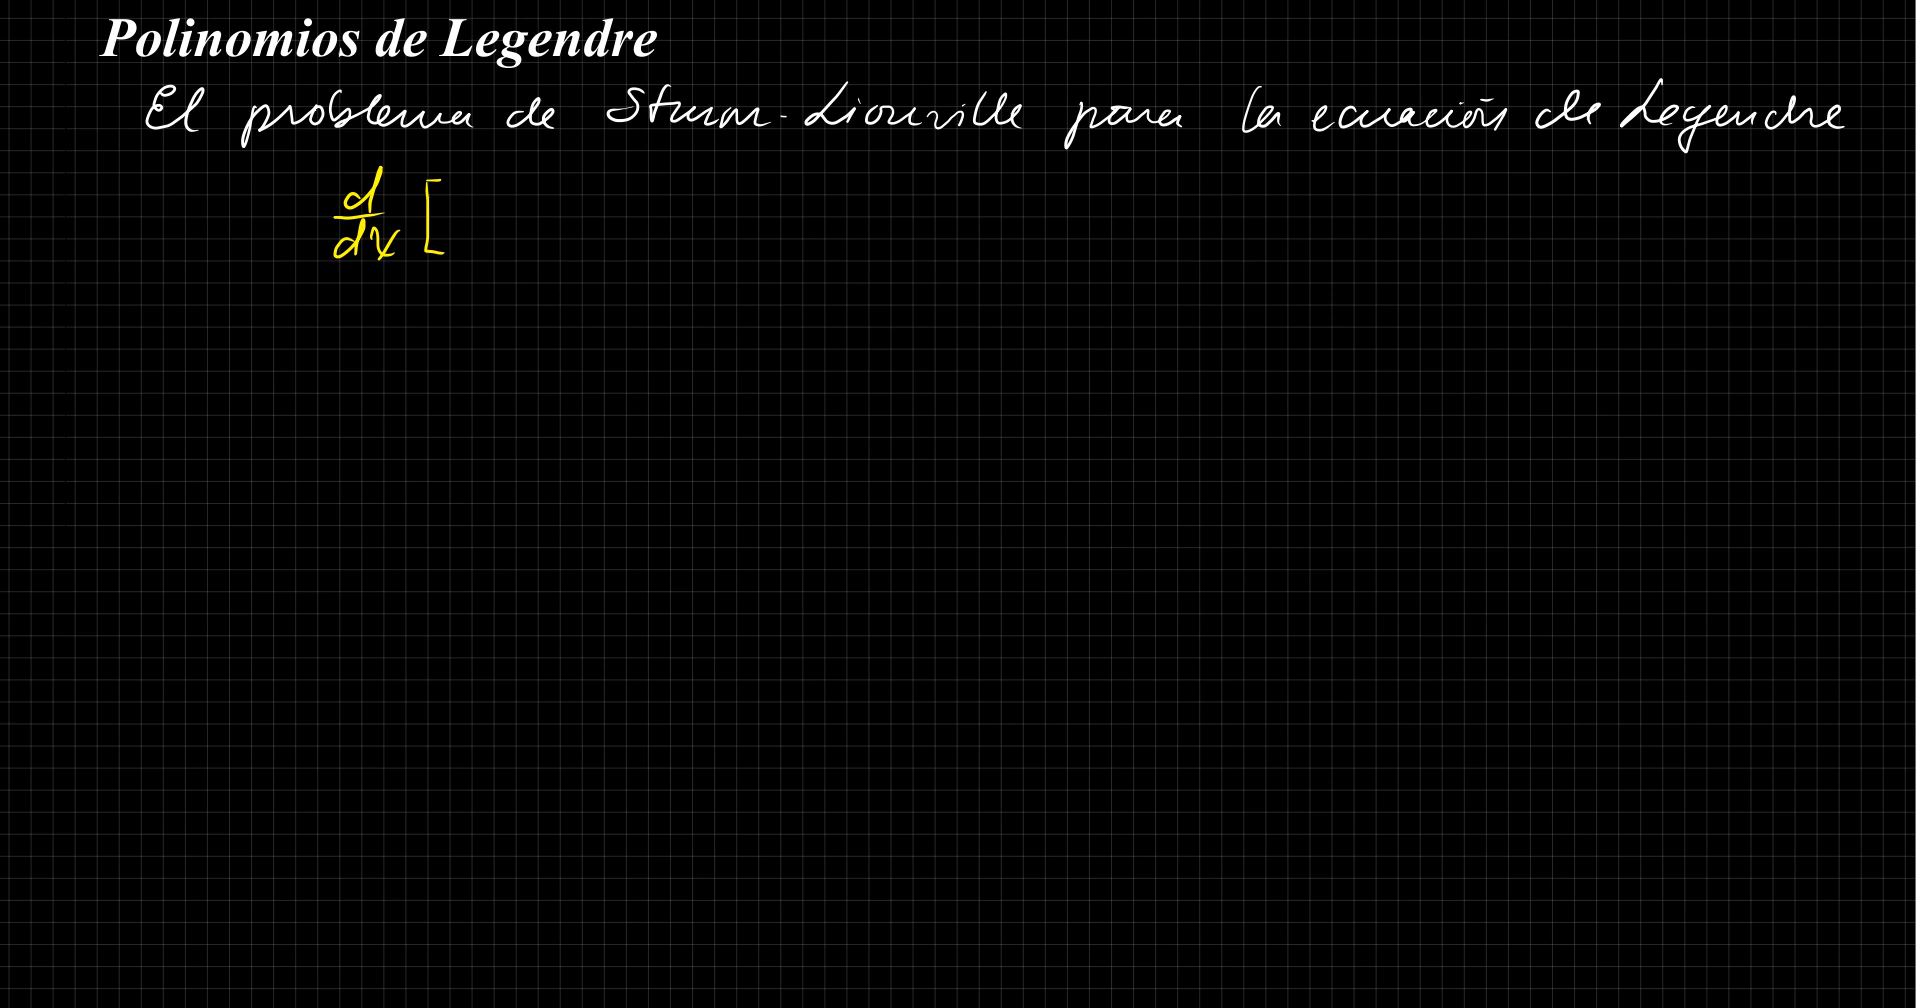 Polinomios de Legendre
El problema de Sturm-Liouville para la ecuación de Legendre
d/dx [